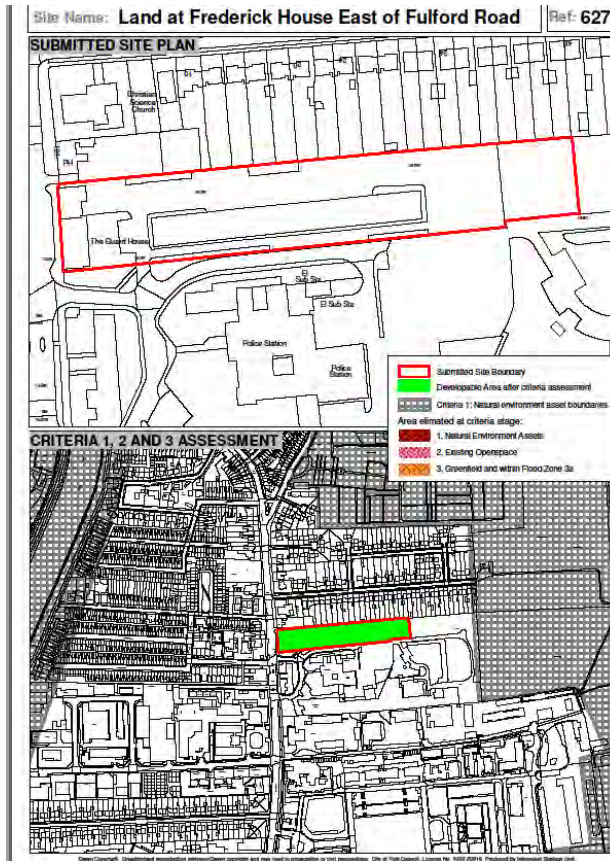 Site Name: Land at Frederick House East of Fulford Road
Ref: 627
SUBMITTED SITE PLAN
Christian
Science
Church
PH
The Guard House
El
Sub Sta
El Sub Sta
Police Station
Police
Station
Submitted Site Boundary
Developable Area after criteria assessment
Criteria 1: Natural environment asset boundaries
Area elimated at criteria stage:
1, Natural Environment Assets
2, Existing Openspace
3, Greenfield and within Flood Zone 3a
CRITERIA 1, 2 AND 3 ASSESSMENT